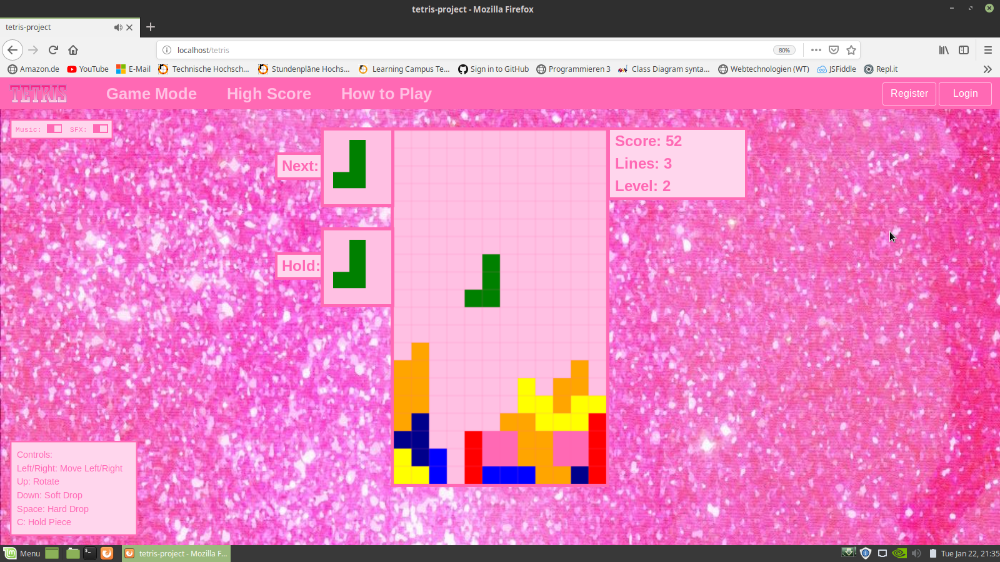 tetris-project - Mozilla Firefox
tetris-project
localhost/tetris
80%
Amazon.de YouTube E-Mail Technische Hochsch... Stundenpläne Hochs... Learning Campus Te... Sign in to GitHub Programmieren 3 Class Diagram synta... Webtechnologien (WT) JSFiddle Repl.it
TETRIS Game Mode High Score How to Play Register Login
Music: SFX:
Next:
Hold:
Score: 52
Lines: 3
Level: 2
Controls:
Left/Right: Move Left/Right
Up: Rotate
Down: Soft Drop
Space: Hard Drop
C: Hold Piece
Menu tetris-project - Mozilla F... Tue Jan 22, 21:35